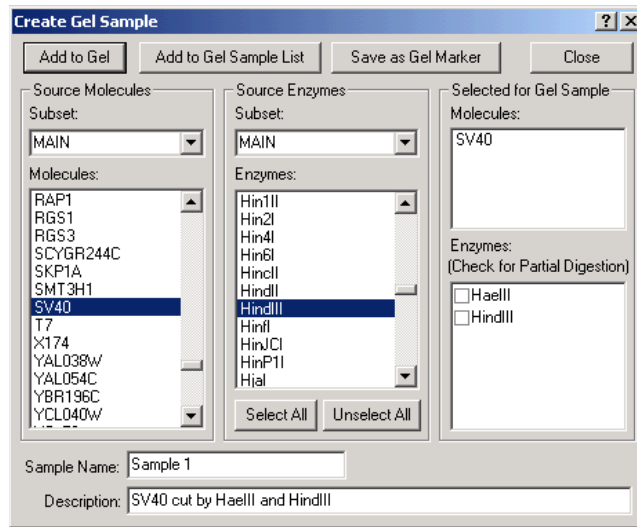 Create Gel Sample
Add to Gel
Add to Gel Sample List
Save as Gel Marker
Close
Source Molecules
Subset:
MAIN
Molecules:
RAP1
RGS1
RGS3
SCYGR244C
SKP1A
SMT3H1
SV40
T7
X174
YAL038W
YAL054C
YBR196C
YCL040W
Source Enzymes
Subset:
MAIN
Enzymes:
Hin1II
Hin2I
Hin4I
Hin6I
HincII
HindII
HindIII
HinfI
HinJCI
HinP1I
HjaI
Select All
Unselect All
Selected for Gel Sample
Molecules:
SV40
Enzymes:
(Check for Partial Digestion)
HaeIII
HindIII
Sample Name: Sample 1
Description: SV40 cut by HaeIII and HindIII